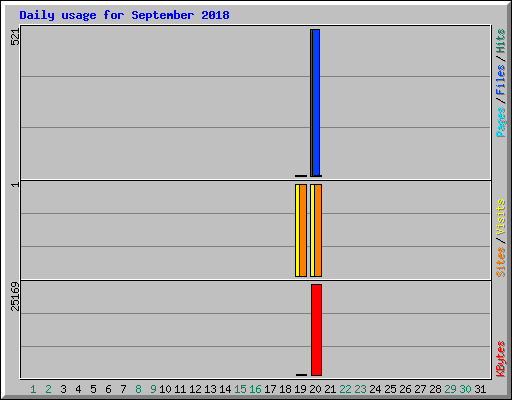 Daily usage for September 2018
521
Pages/Files/Hits
1
Sites/Visits
25169
KBytes
1 2 3 4 5 6 7 8 9 10 11 12 13 14 15 16 17 18 19 20 21 22 23 24 25 26 27 28 29 30 31